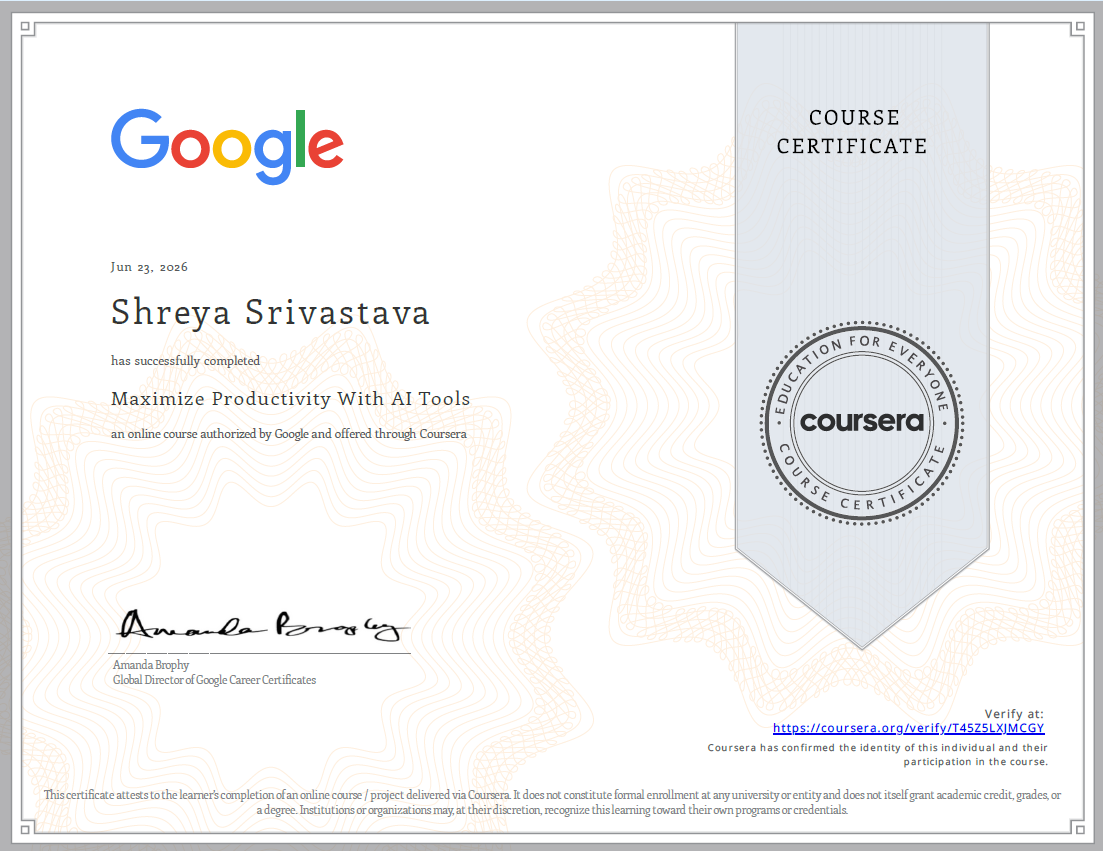 Google
COURSE
CERTIFICATE
Jun 23, 2026
Shreya Srivastava
has successfully completed
Maximize Productivity With AI Tools
an online course authorized by Google and offered through Coursera
EDUCATION FOR EVERYONE
coursera
COURSE CERTIFICATE
Amanda Brophy
Amanda Brophy
Global Director of Google Career Certificates
Verify at:
https://coursera.org/verify/T45Z5LXJMCGY
Coursera has confirmed the identity of this individual and their
participation in the course.
This certificate attests to the learner's completion of an online course / project delivered via Coursera. It does not constitute formal enrollment at any university or entity and does not itself grant academic credit, grades, or
a degree. Institutions or organizations may, at their discretion, recognize this learning toward their own programs or credentials.